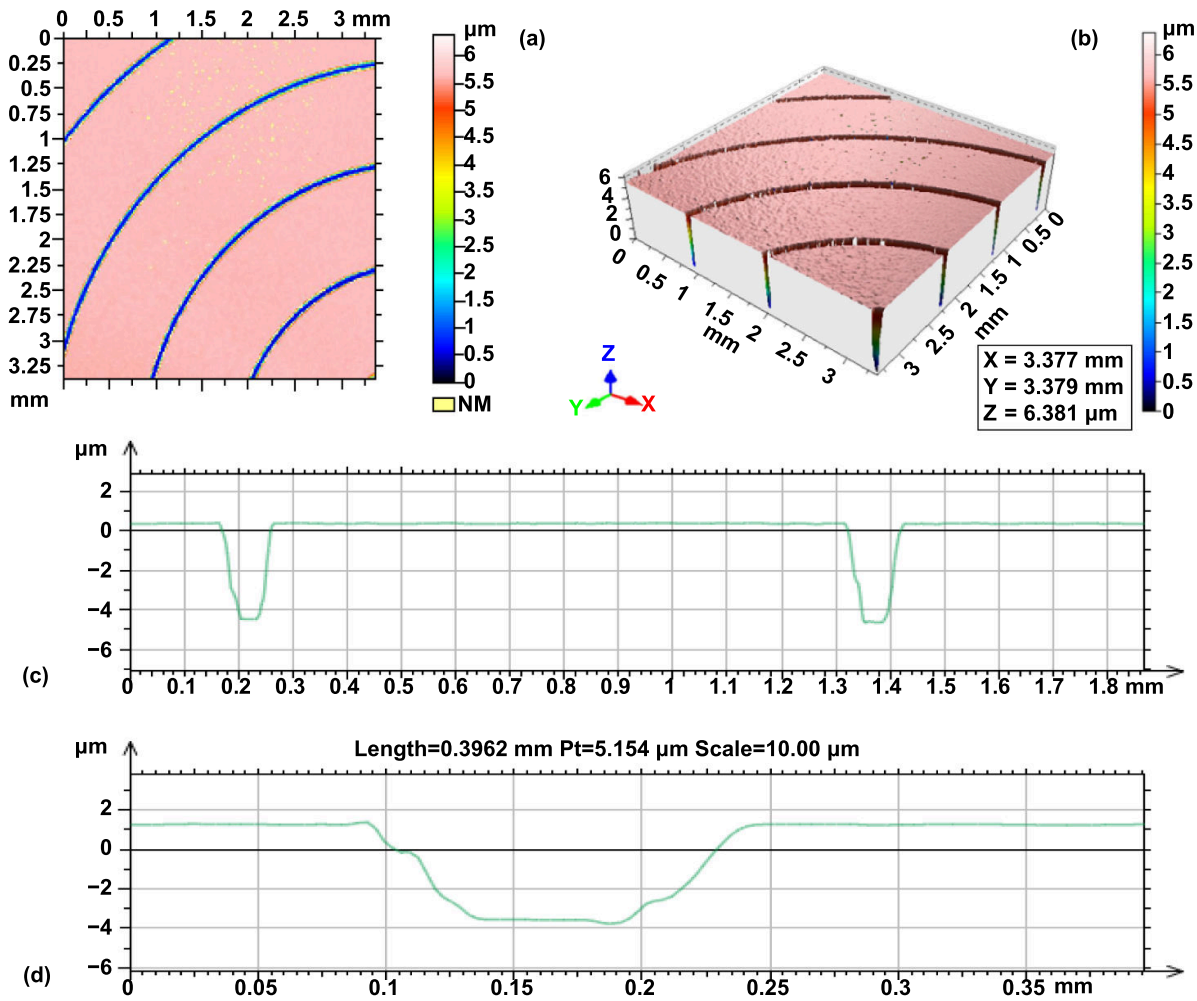 0 0.5 1 1.5 2 2.5 3 mm
0
0.25
0.5
0.75
1
1.25
1.5
1.75
2
2.25
2.5
2.75
3
3.25
mm
µm
6
5.5
5
4.5
4
3.5
3
2.5
2
1.5
1
0.5
0
NM
(a)
(b)
6
4
2
0
0 0.5 1 1.5 2 2.5 3
mm
0 0.5 1 1.5 2 2.5 3
mm
Z
Y
X
X = 3.377 mm
Y = 3.379 mm
Z = 6.381 µm
µm
6
5.5
5
4.5
4
3.5
3
2.5
2
1.5
1
0.5
0
µm
2
0
−2
−4
−6
(c)
0 0.1 0.2 0.3 0.4 0.5 0.6 0.7 0.8 0.9 1 1.1 1.2 1.3 1.4 1.5 1.6 1.7 1.8 mm
µm
Length=0.3962 mm Pt=5.154 µm Scale=10.00 µm
2
0
−2
−4
−6
(d)
0 0.05 0.1 0.15 0.2 0.25 0.3 0.35 mm